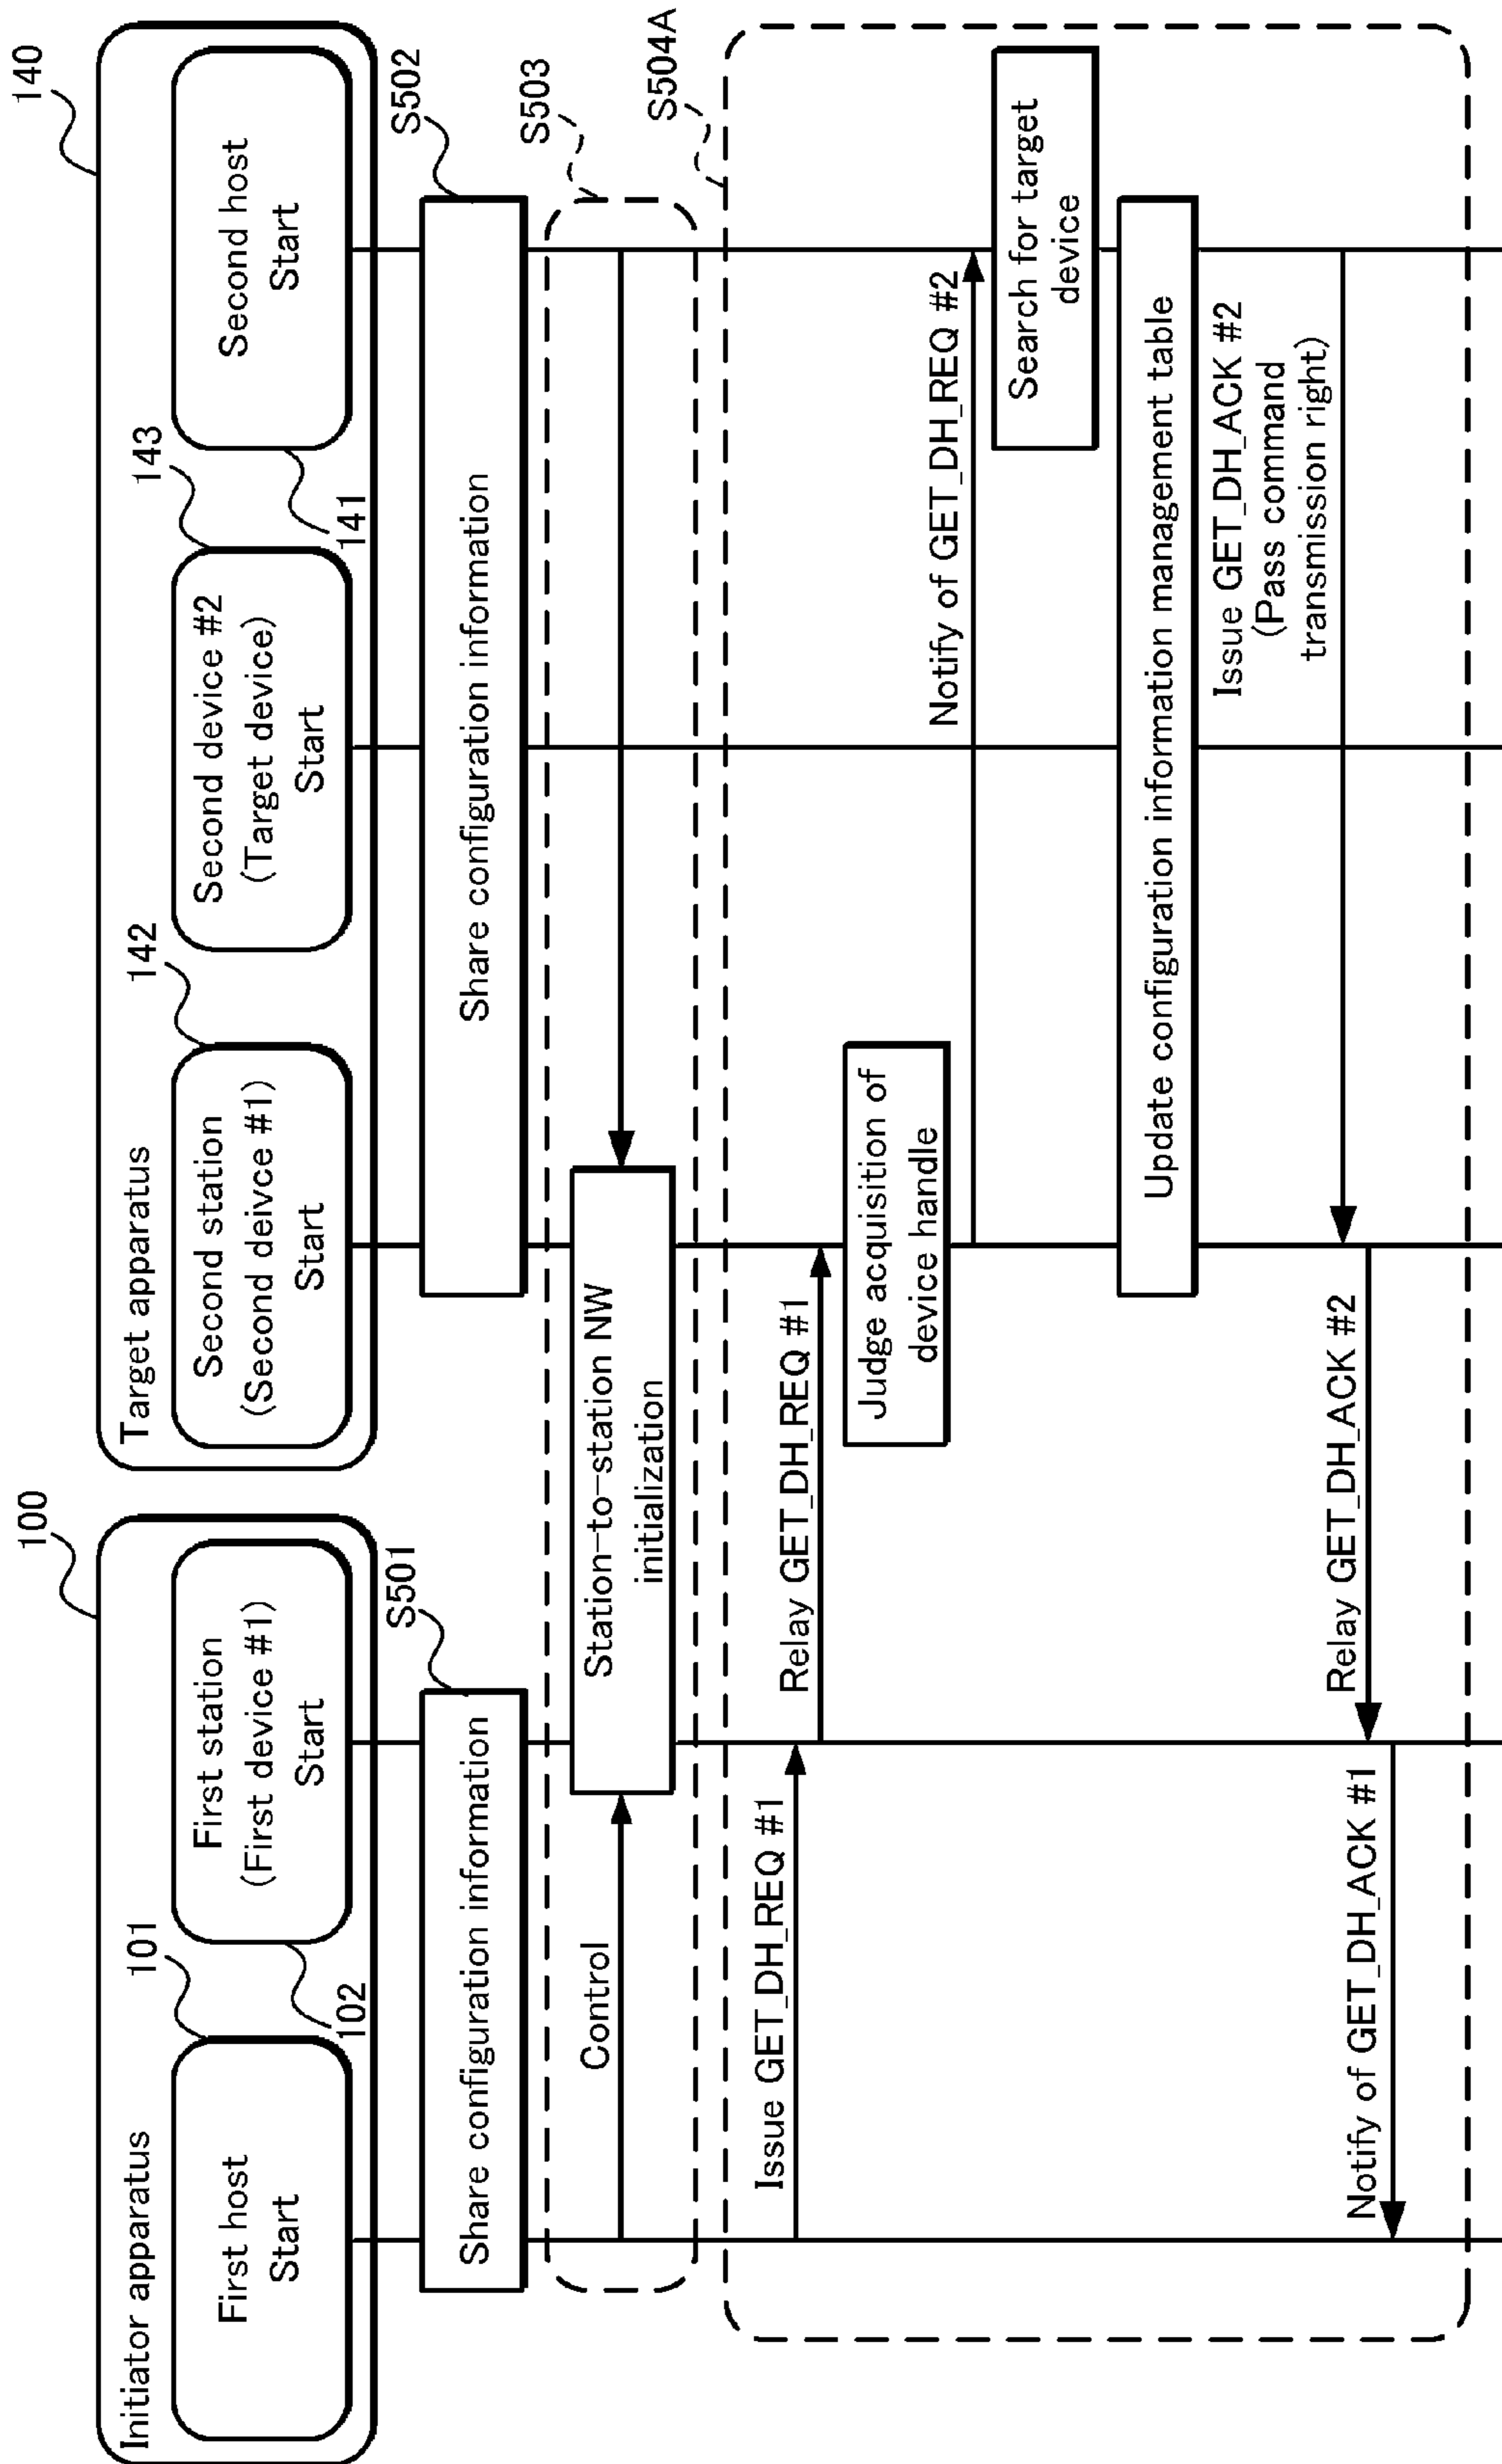 100
140
Initiator apparatus
Target apparatus
101
102
142
143
141
First host
Start
First station
(First device #1)
Start
Second station
(Second deivce #1)
Start
Second device #2
(Target device)
Start
Second host
Start
S501
Share configuration information
S502
Share configuration information
S503
Control
Station-to-station NW
initialization
S504A
Issue GET_DH_REQ #1
Relay GET_DH_REQ #1
Judge acquisition of
device handle
Notify of GET_DH_REQ #2
Search for target
device
Update configuration information management table
Issue GET_DH_ACK #2
(Pass command
transmission right)
Relay GET_DH_ACK #2
Notify of GET_DH_ACK #1